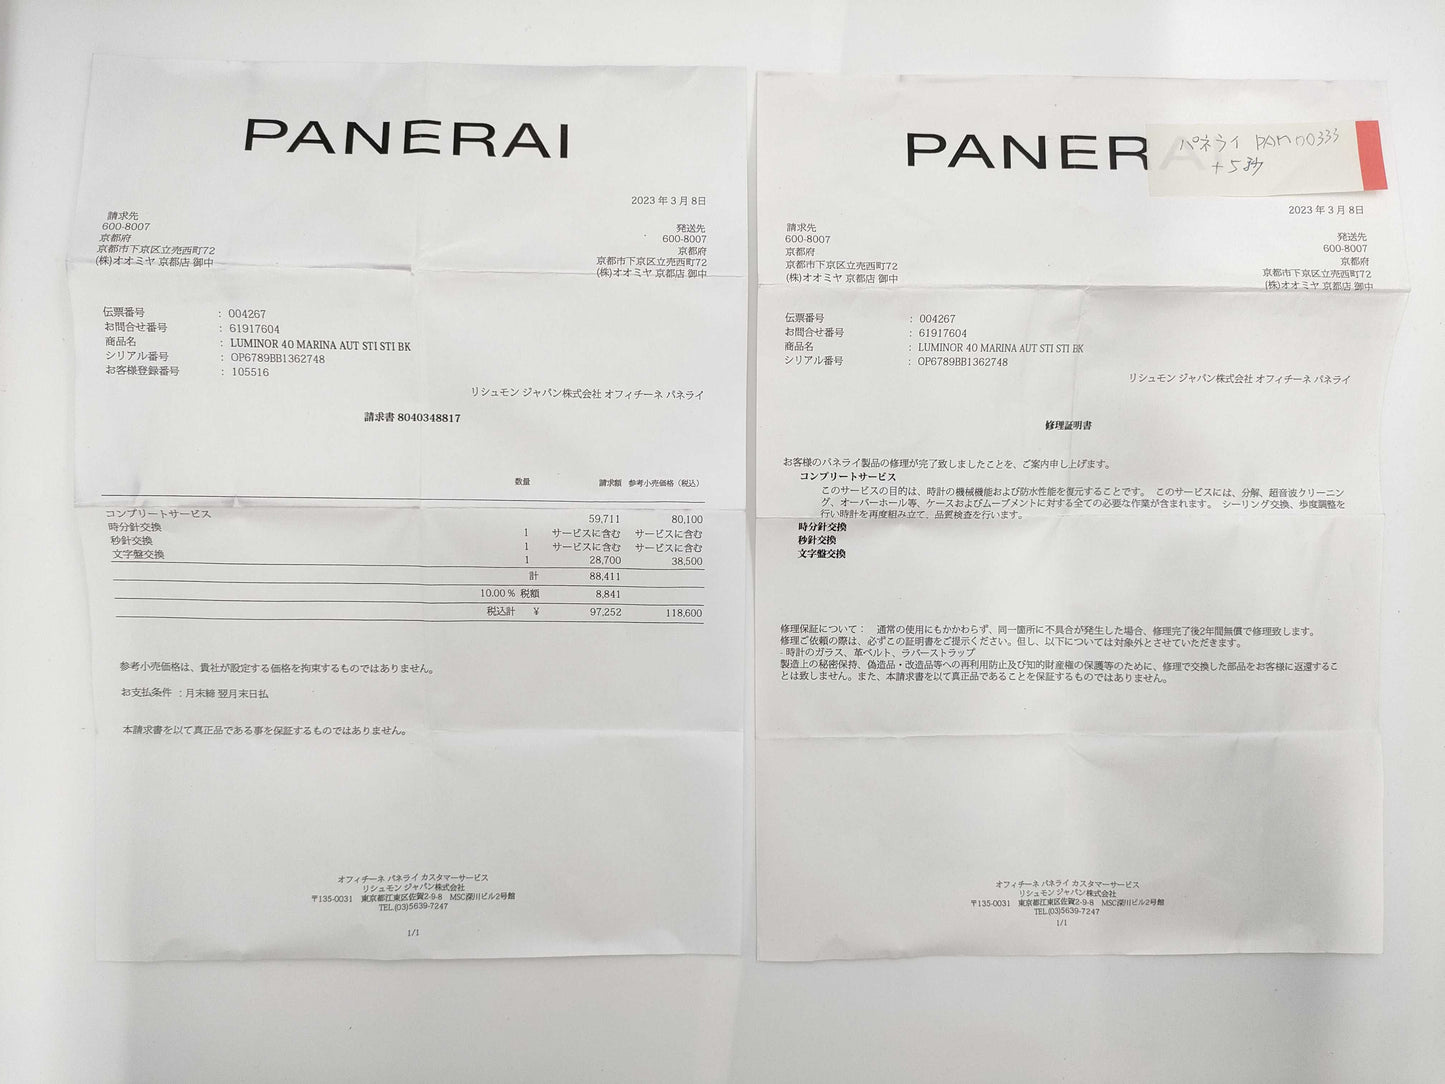 PANERAI
2023 年 3 月 8日
請求先
600-8007
京都府
京都市下京区立売西町72
(株)オオミヤ 京都店 御中
発送先
600-8007
京都府
京都市下京区立売西町72
(株)オオミヤ 京都店 御中
伝票番号 : 004267
お問合せ番号 : 61917604
商品名 : LUMINOR 40 MARINA AUT STI STI BK
シリアル番号 : OP6789BB1362748
お客様登録番号 : 105516
リシュモン ジャパン株式会社 オフィチーネ パネライ
請求書 8040348817
数量 請求額 参考小売価格（税込）
コンプリートサービス 59,711 80,100
時分針交換 1 サービスに含む サービスに含む
秒針交換 1 サービスに含む サービスに含む
文字盤交換 1 28,700 38,500
計 88,411
10.00 % 税額 8,841
税込計 ¥ 97,252 118,600
参考小売価格は、貴社が設定する価格を拘束するものではありません。
お支払条件 : 月末締 翌月末日払
本請求書を以て真正品である事を保証するものではありません。
オフィチーネ パネライ カスタマーサービス
リシュモン ジャパン株式会社
〒135-0031 東京都江東区佐賀2-9-8 MSC深川ビル2号館
TEL.(03)5639-7247
1/1
PANERAI
パネライ PAM00333
+5秒
2023 年 3 月 8日
請求先
600-8007
京都府
京都市下京区立売西町72
(株)オオミヤ 京都店 御中
発送先
600-8007
京都府
京都市下京区立売西町72
(株)オオミヤ 京都店 御中
伝票番号 : 004267
お問合せ番号 : 61917604
商品名 : LUMINOR 40 MARINA AUT STI STI BK
シリアル番号 : OP6789BB1362748
リシュモン ジャパン株式会社 オフィチーネ パネライ
修理証明書
お客様のパネライ製品の修理が完了致しましたことを、ご案内申し上げます。
コンプリートサービス
このサービスの目的は、時計の機械機能および防水性能を復元することです。 このサービスには、分解、超音波クリーニン
グ、オーバーホール等、ケースおよびムーブメントに対する全ての必要な作業が含まれます。 シーリング交換、歩度調整を
行い時計を再度組み立て、品質検査を行います。
時分針交換
秒針交換
文字盤交換
修理保証について： 通常の使用にもかかわらず、同一箇所に不具合が発生した場合、修理完了後2年間無償で修理致します。
修理ご依頼の際は、必ずこの証明書をご提示ください。但し、以下については対象外とさせていただきます。
- 時計のガラス、革ベルト、ラバーストラップ
製造上の秘密保持、偽造品・改造品等への再利用防止及び知的財産権の保護等のために、修理で交換した部品をお客様に返還するこ
とは致しません。また、本請求書を以て真正品であることを保証するものではありません。
オフィチーネ パネライ カスタマーサービス
リシュモン ジャパン株式会社
〒135-0031 東京都江東区佐賀2-9-8 MSC深川ビル2号館
TEL.(03)5639-7247
1/1